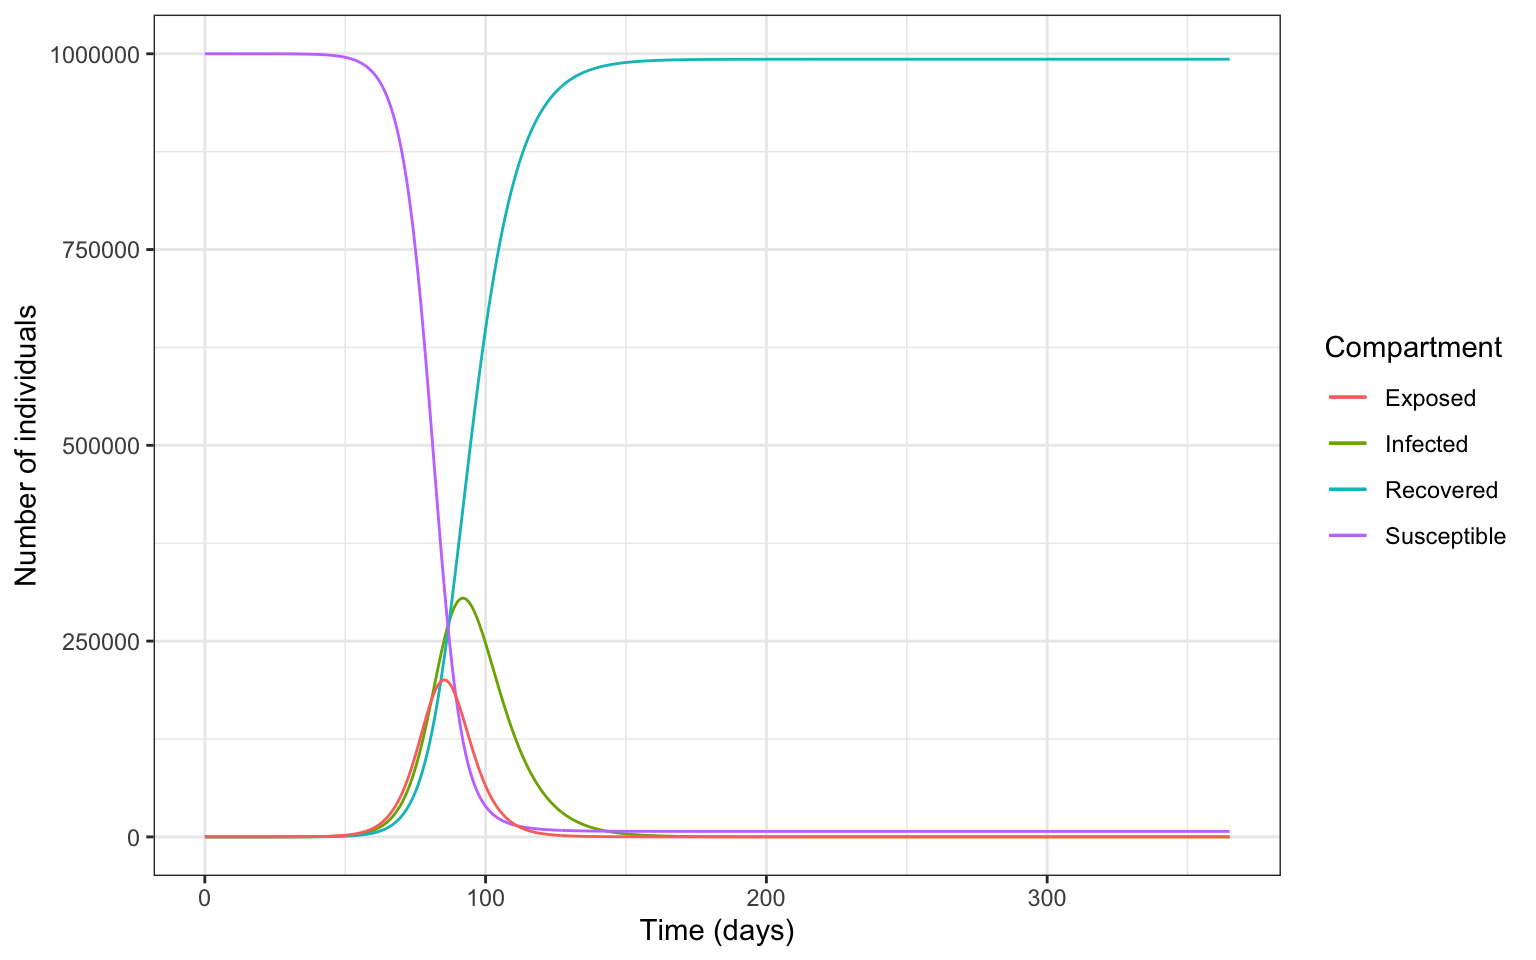 Number of individuals
1000000
750000
500000
250000
0
0 100 200 300
Time (days)
Compartment
Exposed
Infected
Recovered
Susceptible